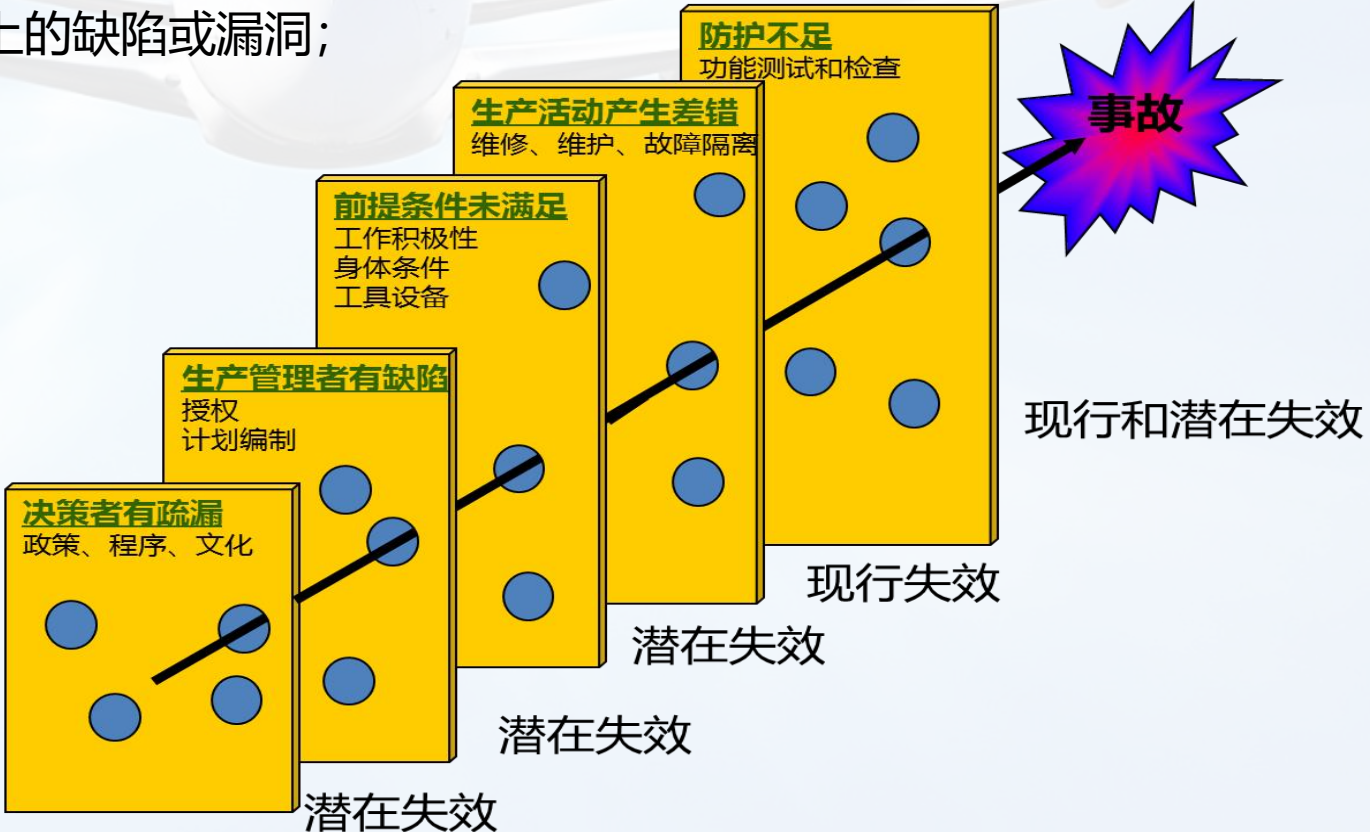 上的缺陷或漏洞；
防护不足
功能测试和检查
事故
生产活动产生差错
维修、维护、故障隔离
前提条件未满足
工作积极性
身体条件
工具设备
生产管理者有缺陷
授权
计划编制
决策者有疏漏
政策、程序、文化
现行和潜在失效
现行失效
潜在失效
潜在失效
潜在失效